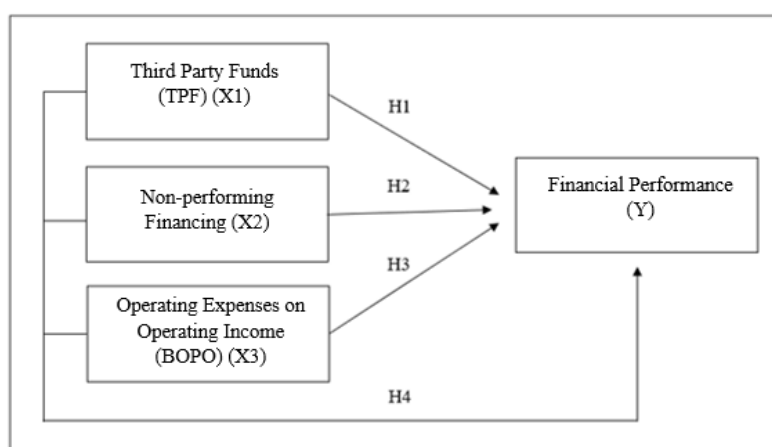 Third Party Funds
(TPF) (X1)
H1
Non-performing
Financing (X2)
H2
Financial Performance
(Y)
H3
Operating Expenses on
Operating Income
(BOPO) (X3)
H4